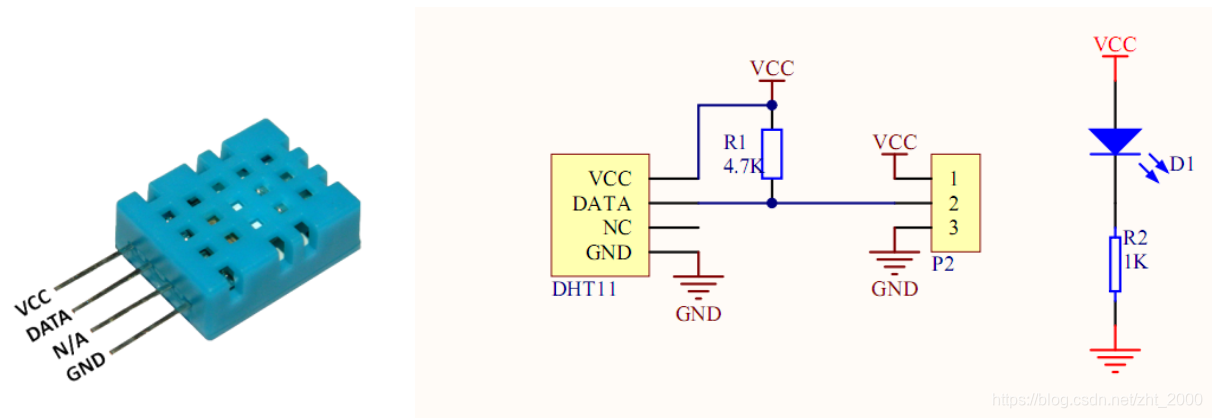 VCC
DATA
N/A
GND
VCC
R1
4.7K
VCC
DATA
NC
GND
DHT11
GND
VCC
1
2
3
P2
GND
VCC
D1
R2
1K
https://blog.csdn.net/zht_2000